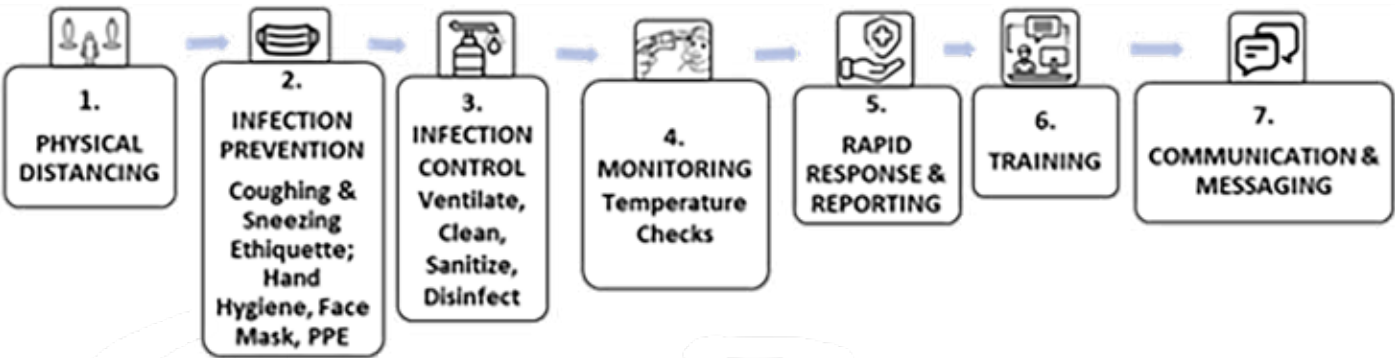 1.
PHYSICAL
DISTANCING
2.
INFECTION
PREVENTION
Coughing &
Sneezing
Ethiquette;
Hand
Hygiene, Face
Mask, PPE
3.
INFECTION
CONTROL
Ventilate,
Clean,
Sanitize,
Disinfect
4.
MONITORING
Temperature
Checks
5.
RAPID
RESPONSE &
REPORTING
6.
TRAINING
7.
COMMUNICATION &
MESSAGING